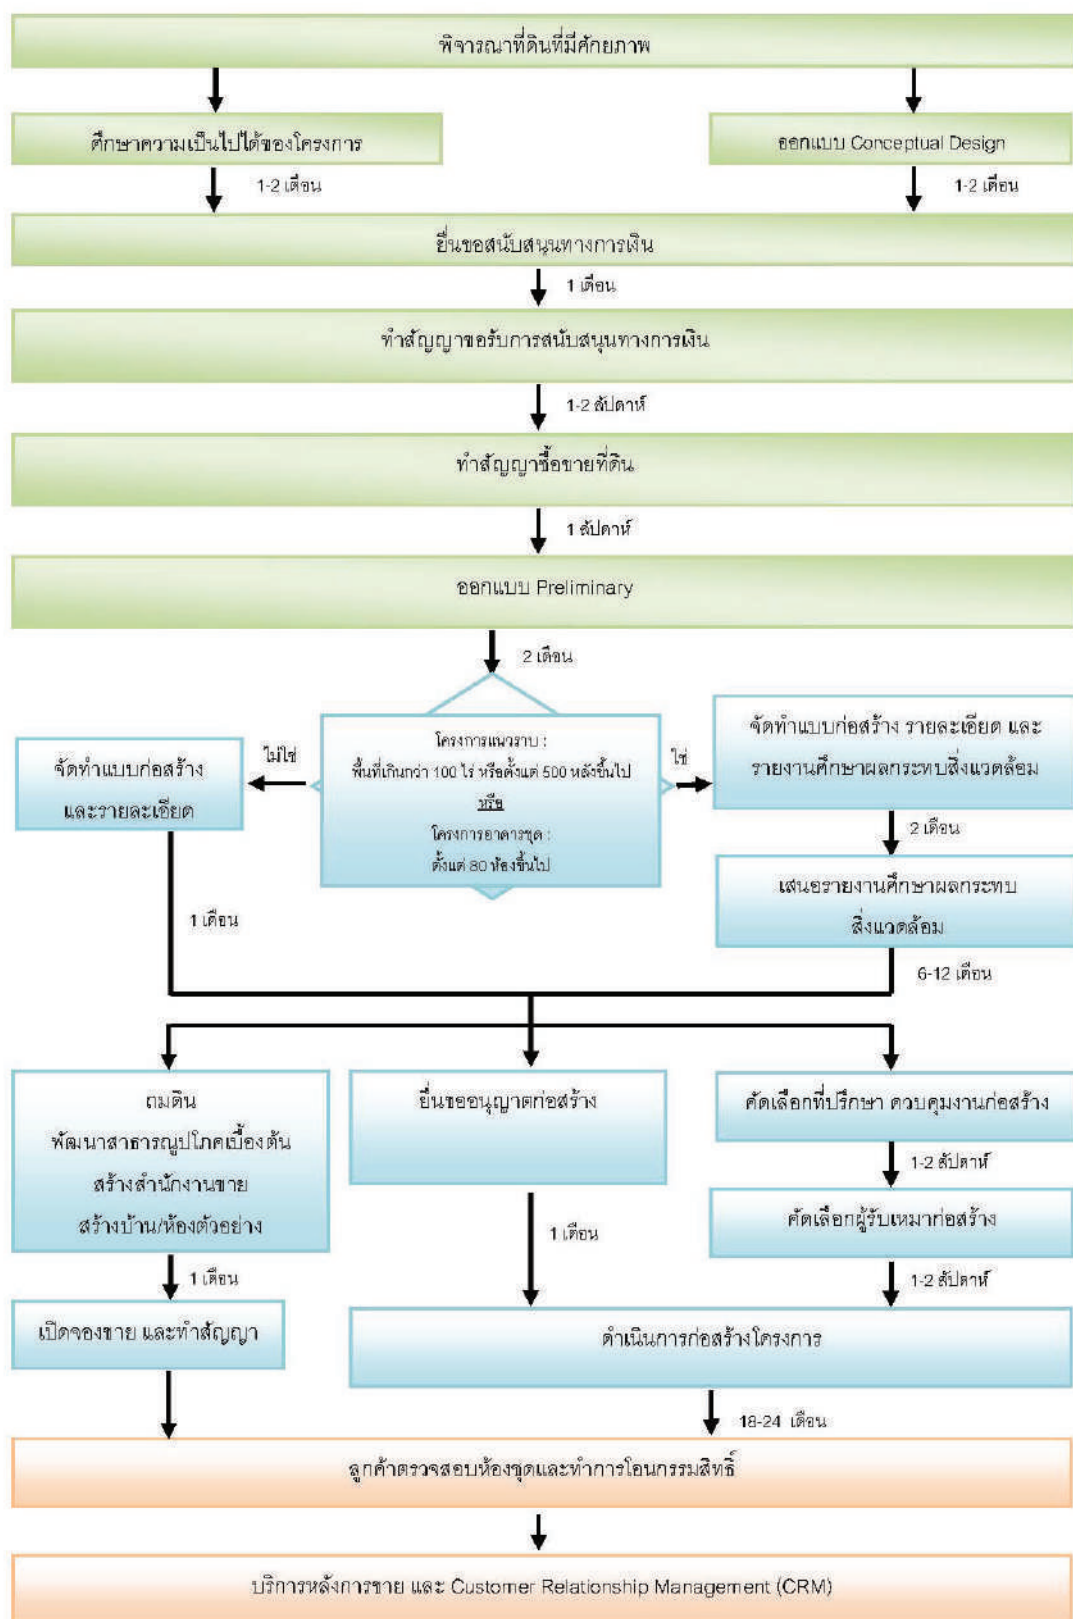 พิจารณาที่ดินที่มีศักยภาพ
ศึกษาความเป็นไปได้ของโครงการ
ออกแบบ Conceptual Design
1-2 เดือน
1-2 เดือน
ยื่นขอสนับสนุนทางการเงิน
1 เดือน
ทำสัญญาขอรับการสนับสนุนทางการเงิน
1-2 สัปดาห์
ทำสัญญาซื้อขายที่ดิน
1 สัปดาห์
ออกแบบ Preliminary
2 เดือน
โครงการแนวราบ :
พื้นที่เกินกว่า 100 ไร่ หรือตั้งแต่ 500 หลังขึ้นไป
หรือ
โครงการอาคารชุด :
ตั้งแต่ 80 ห้องขึ้นไป
ไม่ใช่
ใช่
จัดทำแบบก่อสร้าง
และรายละเอียด
จัดทำแบบก่อสร้าง รายละเอียด และ
รายงานศึกษาผลกระทบสิ่งแวดล้อม
2 เดือน
เสนอรายงานศึกษาผลกระทบ
สิ่งแวดล้อม
1 เดือน
6-12 เดือน
ถมดิน
พัฒนาสาธารณูปโภคเบื้องต้น
สร้างสำนักงานขาย
สร้างบ้าน/ห้องตัวอย่าง
ยื่นขออนุญาตก่อสร้าง
คัดเลือกที่ปรึกษา ควบคุมงานก่อสร้าง
1-2 สัปดาห์
คัดเลือกผู้รับเหมาก่อสร้าง
1 เดือน
1 เดือน
1-2 สัปดาห์
เปิดจองขาย และทำสัญญา
ดำเนินการก่อสร้างโครงการ
18-24 เดือน
ลูกค้าตรวจสอบห้องชุดและทำการโอนกรรมสิทธิ์
บริการหลังการขาย และ Customer Relationship Management (CRM)